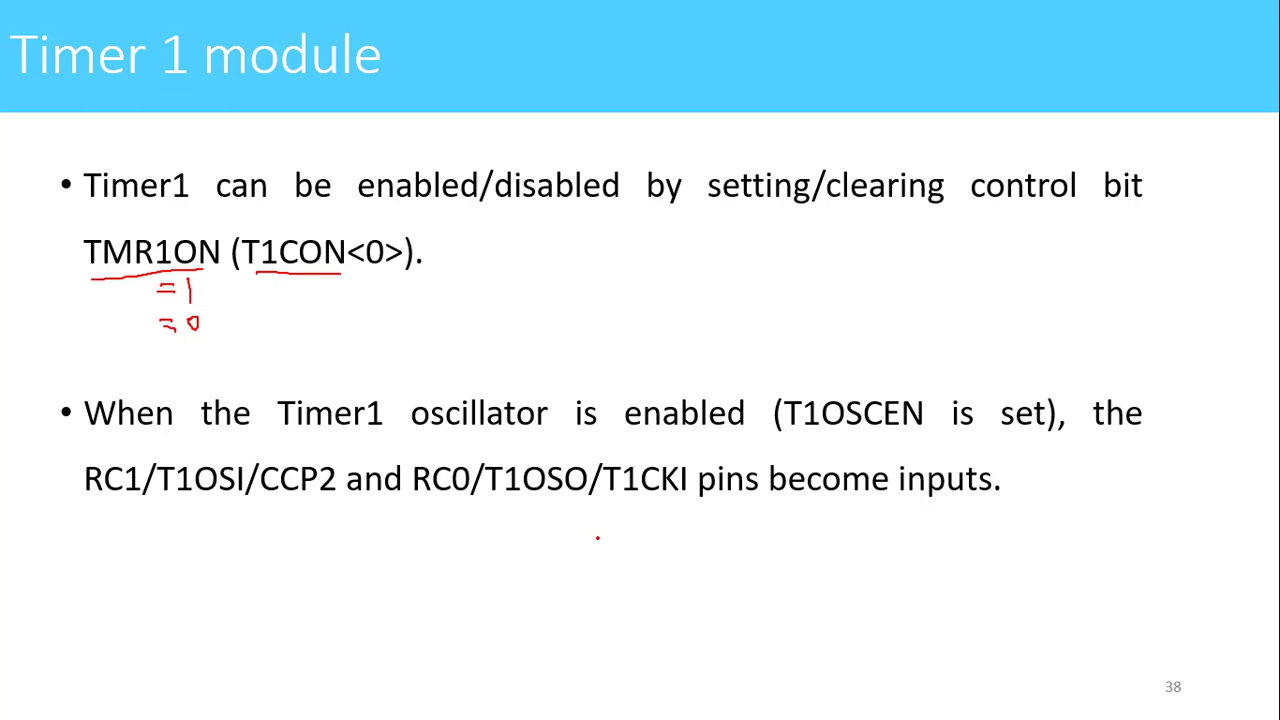 Timer 1 module
• Timer1 can be enabled/disabled by setting/clearing control bit
TMR1ON (T1CON<0>).
= 1
= 0
• When the Timer1 oscillator is enabled (T1OSCEN is set), the
RC1/T1OSI/CCP2 and RC0/T1OSO/T1CKI pins become inputs.
38